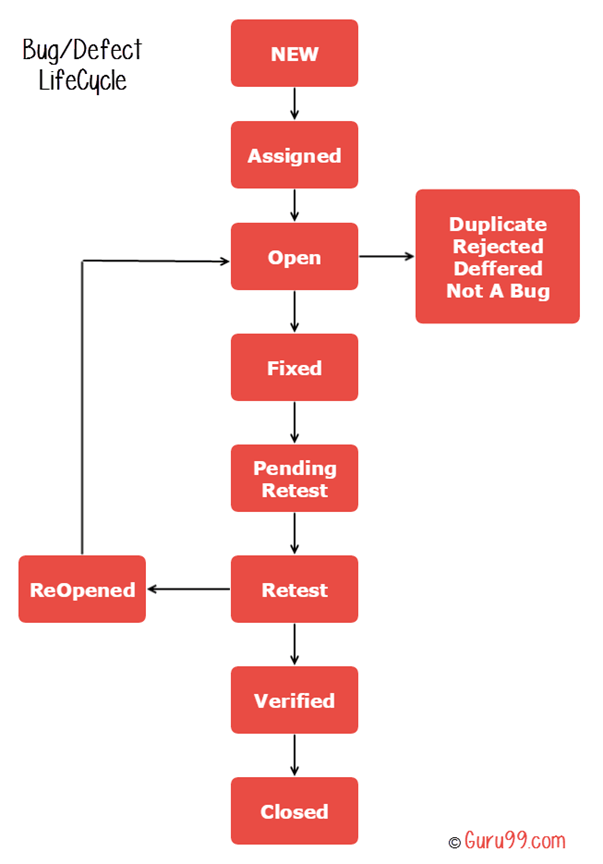 Bug/Defect
LifeCycle
NEW
Assigned
Open
Duplicate
Rejected
Deffered
Not A Bug
Fixed
Pending
Retest
ReOpened
Retest
Verified
Closed
© Guru99.com